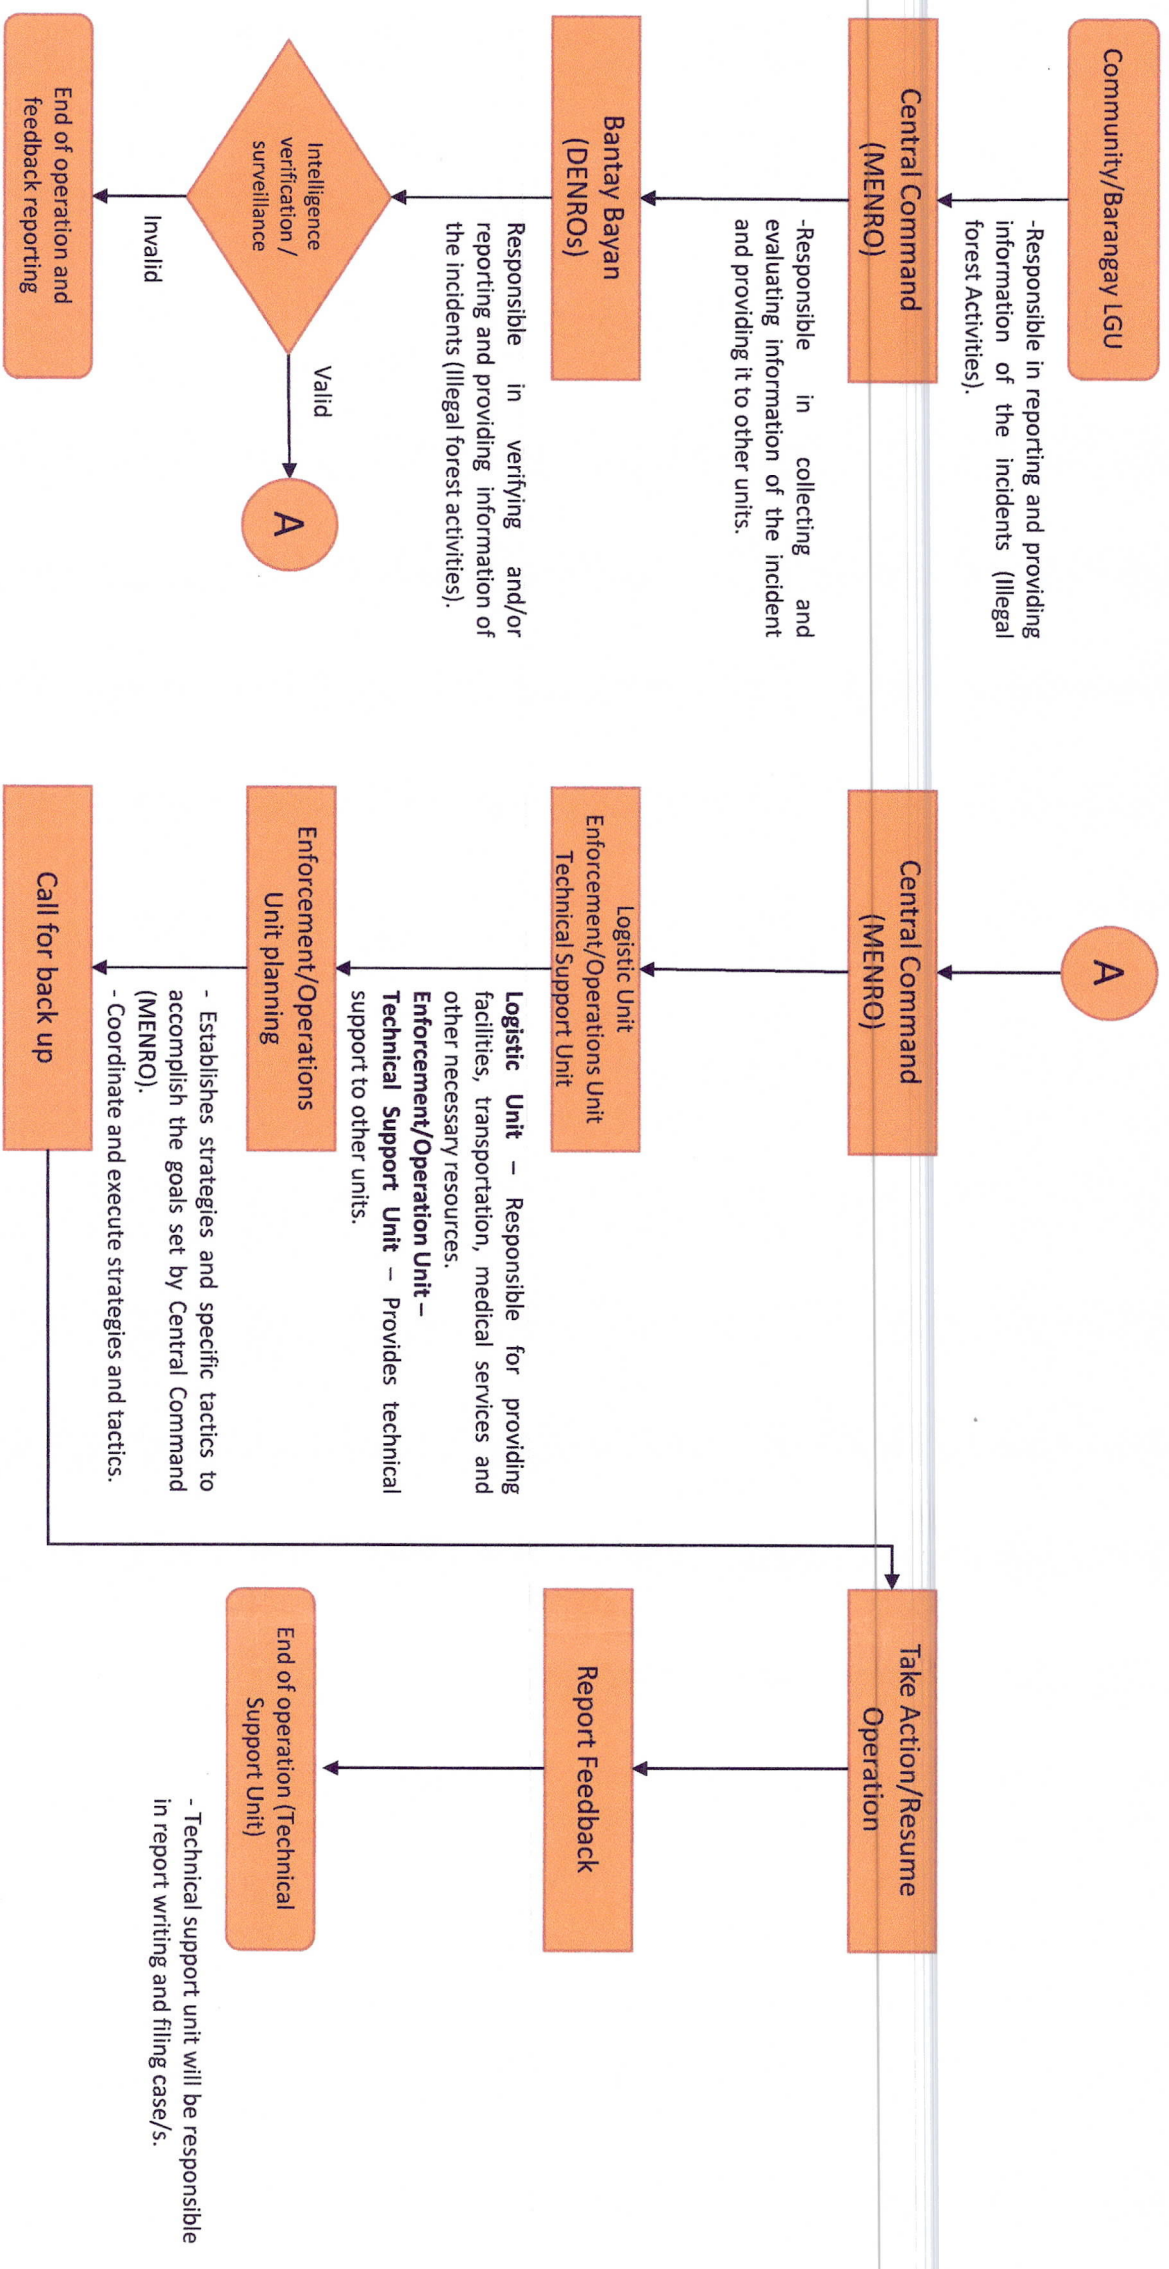 Community/Barangay LGU
-Responsible in reporting and providing
information of the incidents (Illegal
forest Activities).
Central Command
(MENRO)
-Responsible in collecting and
evaluating information of the incident
and providing it to other units.
Bantay Bayan
(DENROs)
Responsible in verifying and/or
reporting and providing information of
the incidents (Illegal forest activities).
Intelligence
verification /
surveillance
Valid
A
Invalid
End of operation and
feedback reporting
A
Central Command
(MENRO)
Logistic Unit
Enforcement/Operations Unit
Technical Support Unit
Logistic Unit – Responsible for providing
facilities, transportation, medical services and
other necessary resources.
Enforcement/Operation Unit –
Technical Support Unit – Provides technical
support to other units.
Enforcement/Operations
Unit planning
- Establishes strategies and specific tactics to
accomplish the goals set by Central Command
(MENRO).
- Coordinate and execute strategies and tactics.
Call for back up
Take Action/Resume
Operation
Report Feedback
End of operation (Technical
Support Unit)
- Technical support unit will be responsible
in report writing and filing case/s.